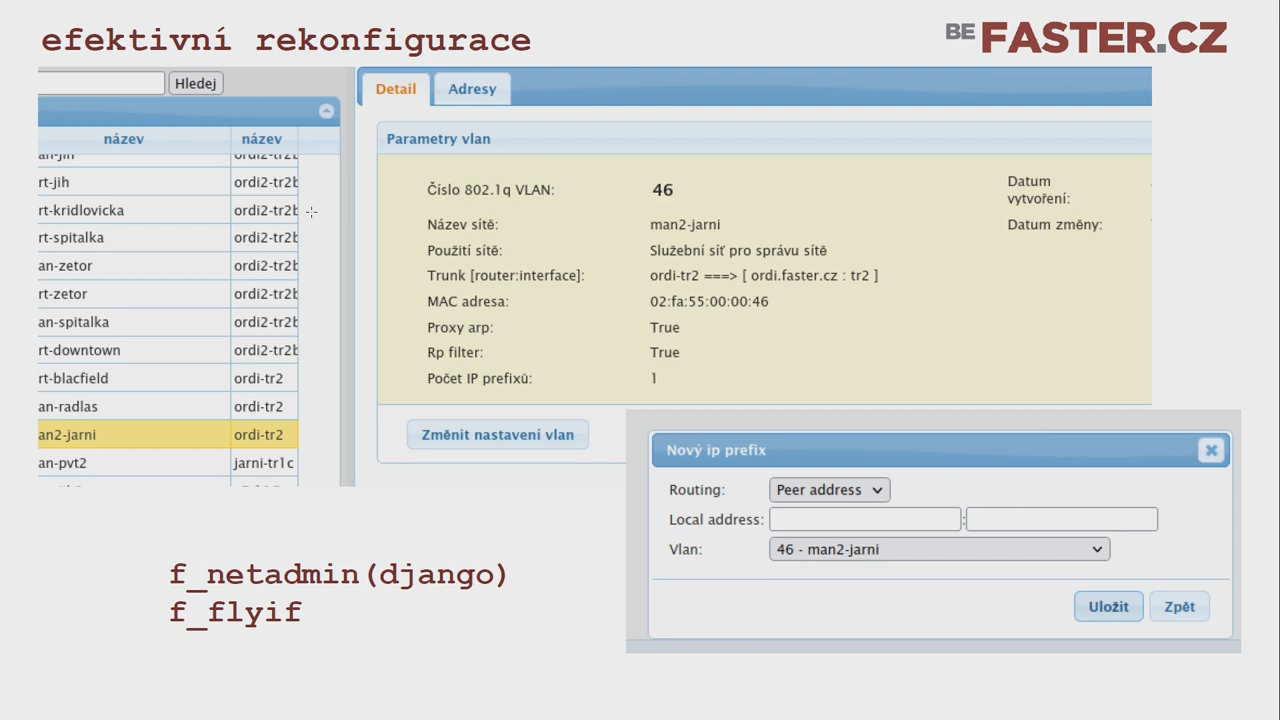 efektivní rekonfigurace
BE FASTER.CZ
Hledej
název název
ordi2-tr2b
rt-jih ordi2-tr2b
rt-kridlovicka ordi2-tr2b
rt-spitalka ordi2-tr2b
an-zetor ordi2-tr2b
rt-zetor ordi2-tr2b
an-spitalka ordi2-tr2b
rt-downtown ordi2-tr2b
rt-blacfield ordi-tr2
an-radlas ordi-tr2
an2-jarni ordi-tr2
an-pvt2 jarni-tr1c
Detail Adresy
Parametry vlan
Číslo 802.1q VLAN: 46
Název sítě: man2-jarni
Použití sítě: Služební síť pro správu sítě
Trunk [router:interface]: ordi-tr2 ===> [ ordi.faster.cz : tr2 ]
MAC adresa: 02:fa:55:00:00:46
Proxy arp: True
Rp filter: True
Počet IP prefixů: 1
Datum
vytvoření:
Datum změny:
Změnit nastavení vlan
Nový ip prefix
Routing: Peer address
Local address: :
Vlan: 46 - man2-jarni
Uložit Zpět
f_netadmin(django)
f_flyif